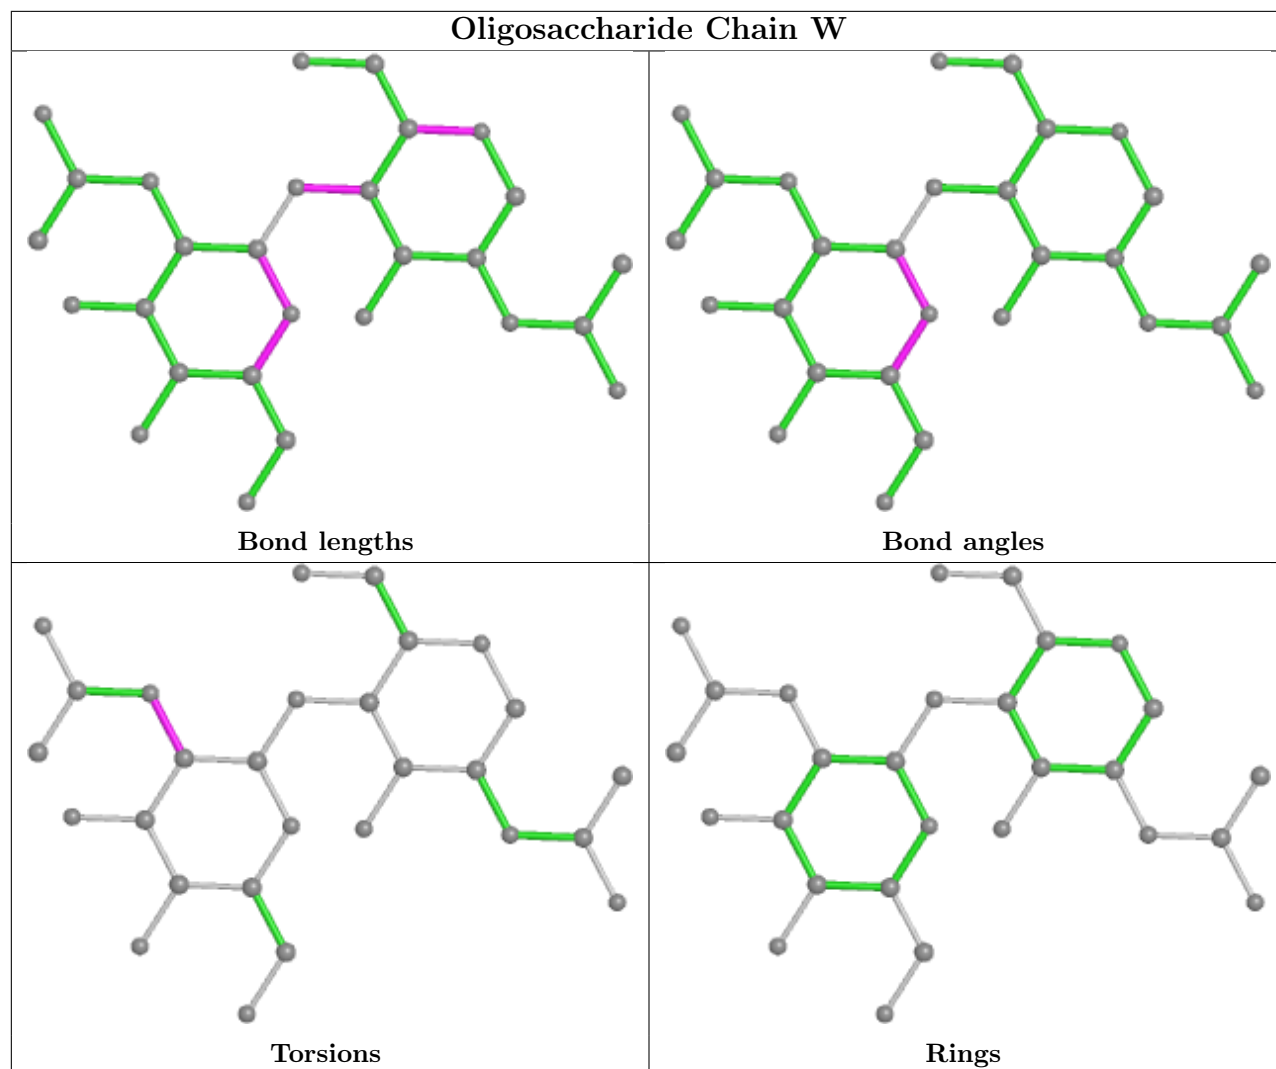 Oligosaccharide Chain W
Bond lengths
Bond angles
Torsions
Rings